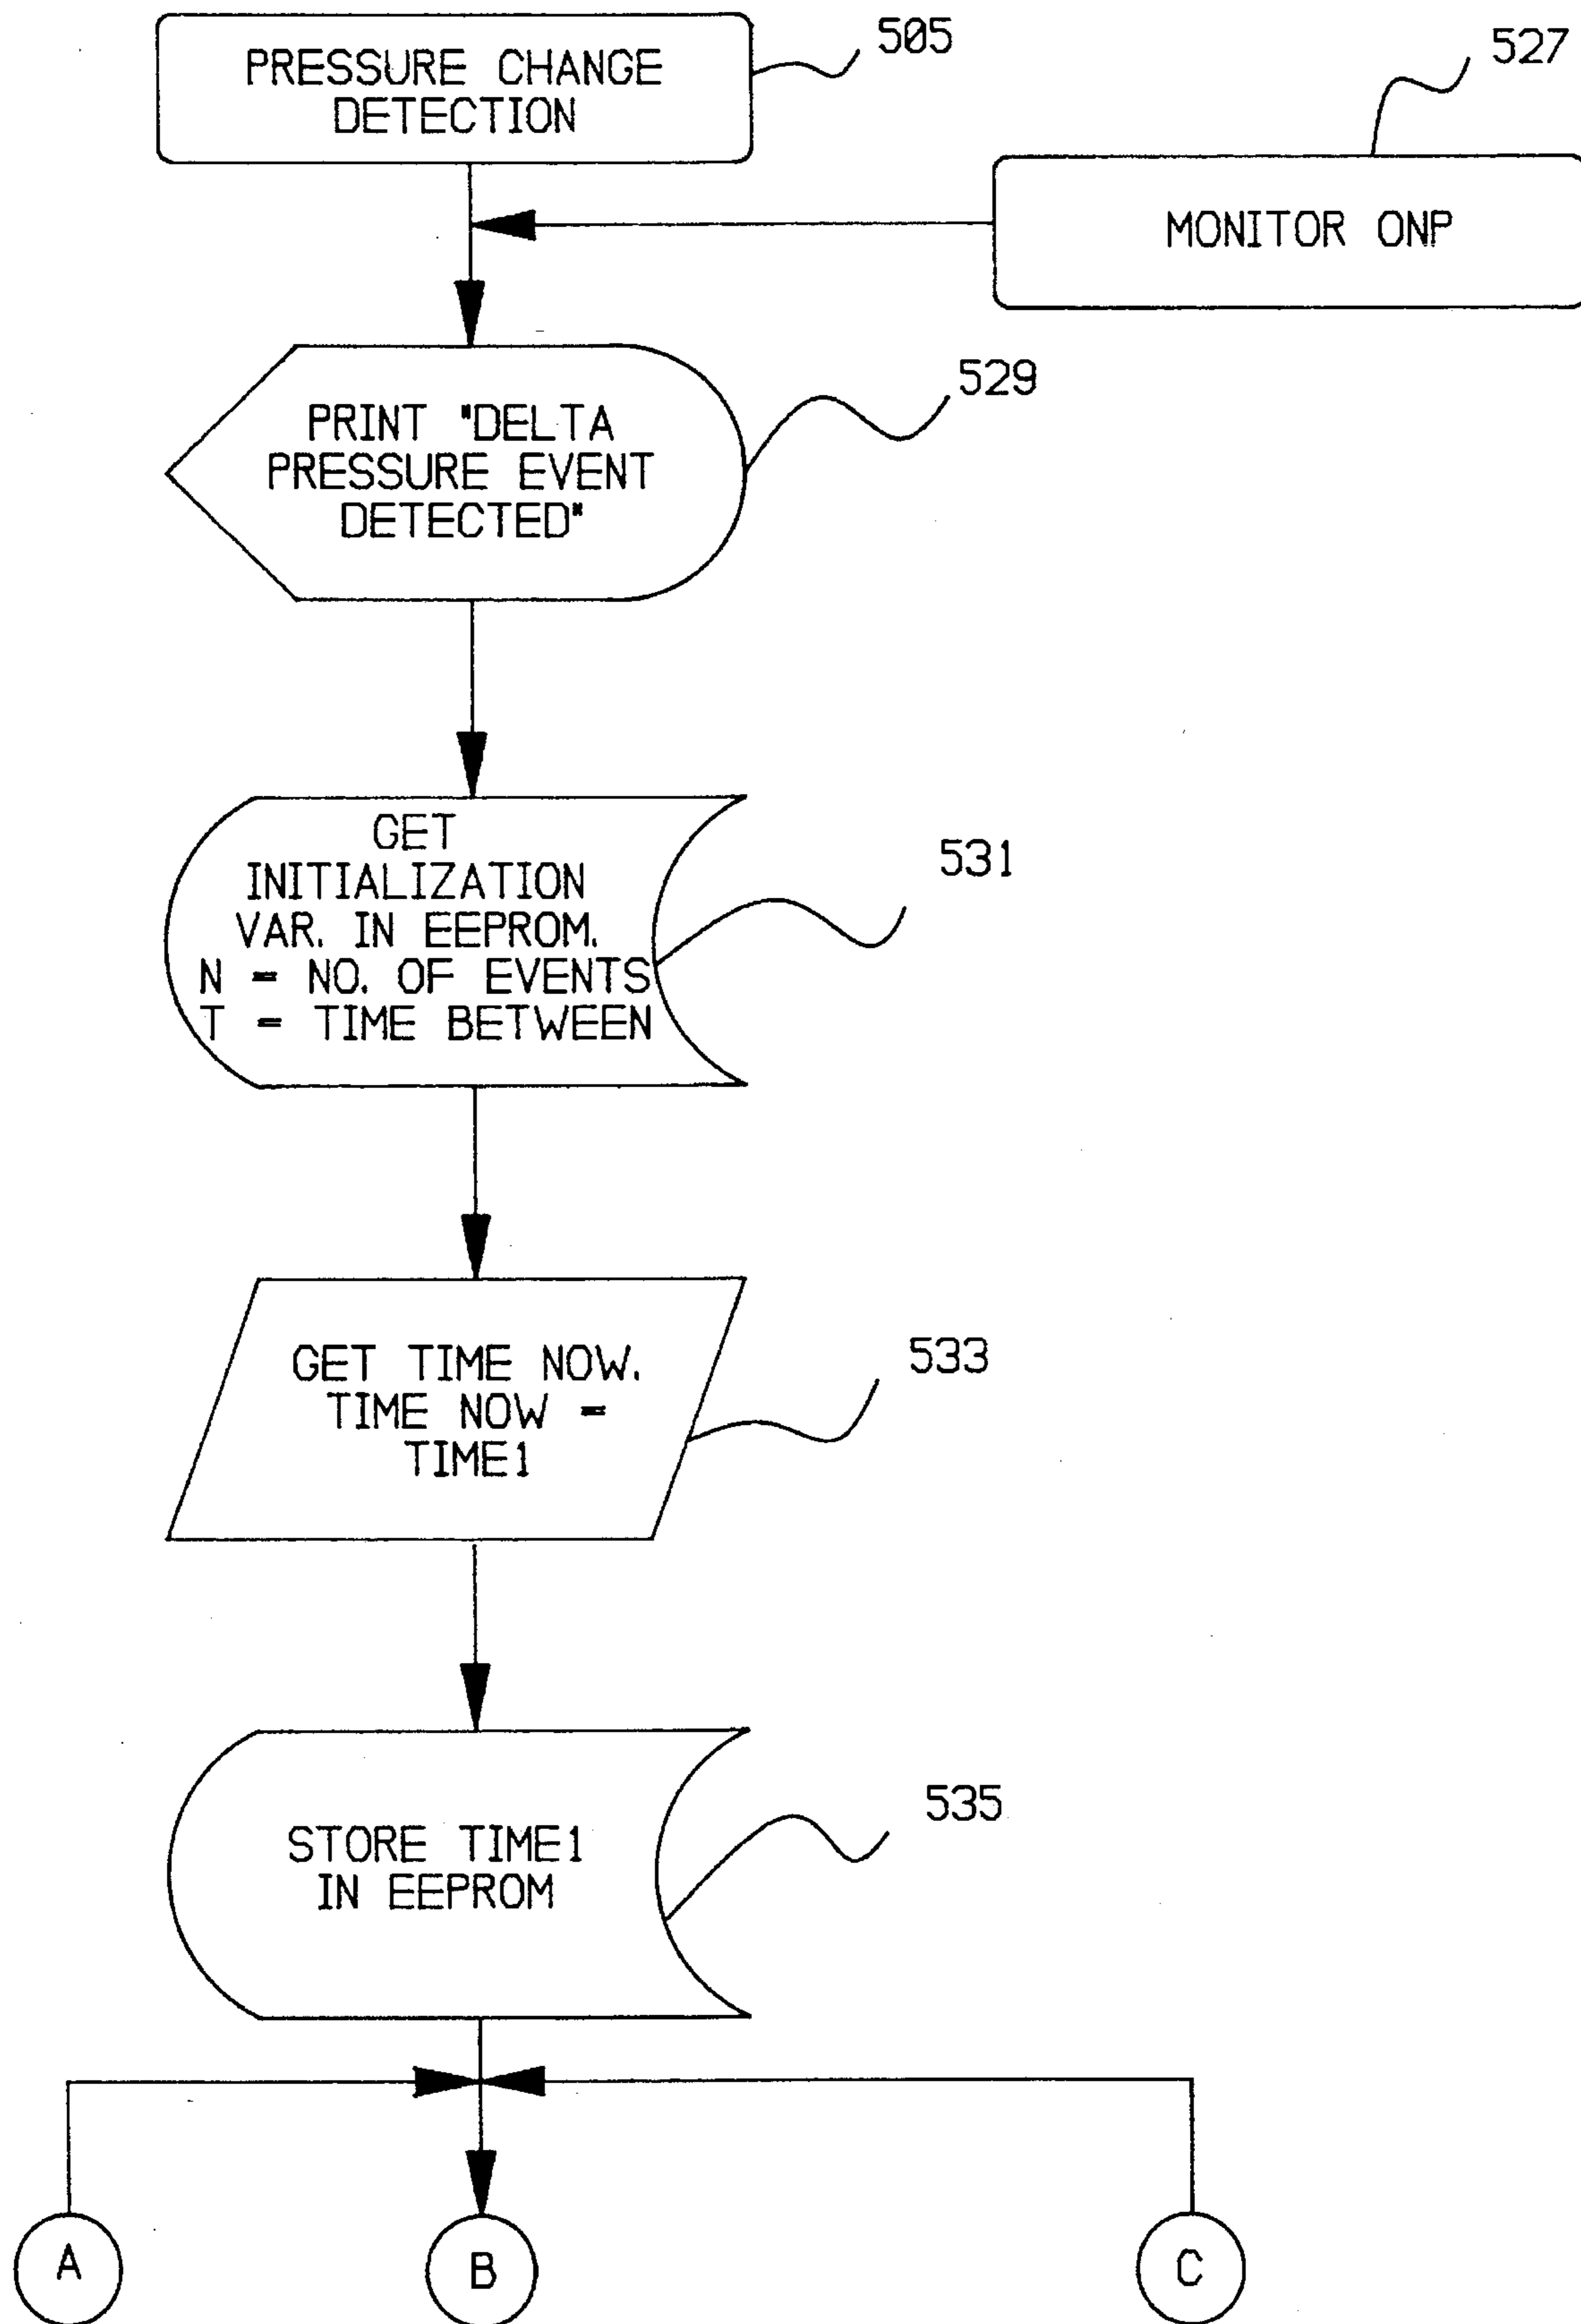 PRESSURE CHANGE
DETECTION
505
527
MONITOR ONP
PRINT "DELTA
PRESSURE EVENT
DETECTED"
529
GET
INITIALIZATION
VAR. IN EEPROM.
N = NO. OF EVENTS
T = TIME BETWEEN
531
GET TIME NOW.
TIME NOW =
TIME1
533
STORE TIME1
IN EEPROM
535
A
B
C